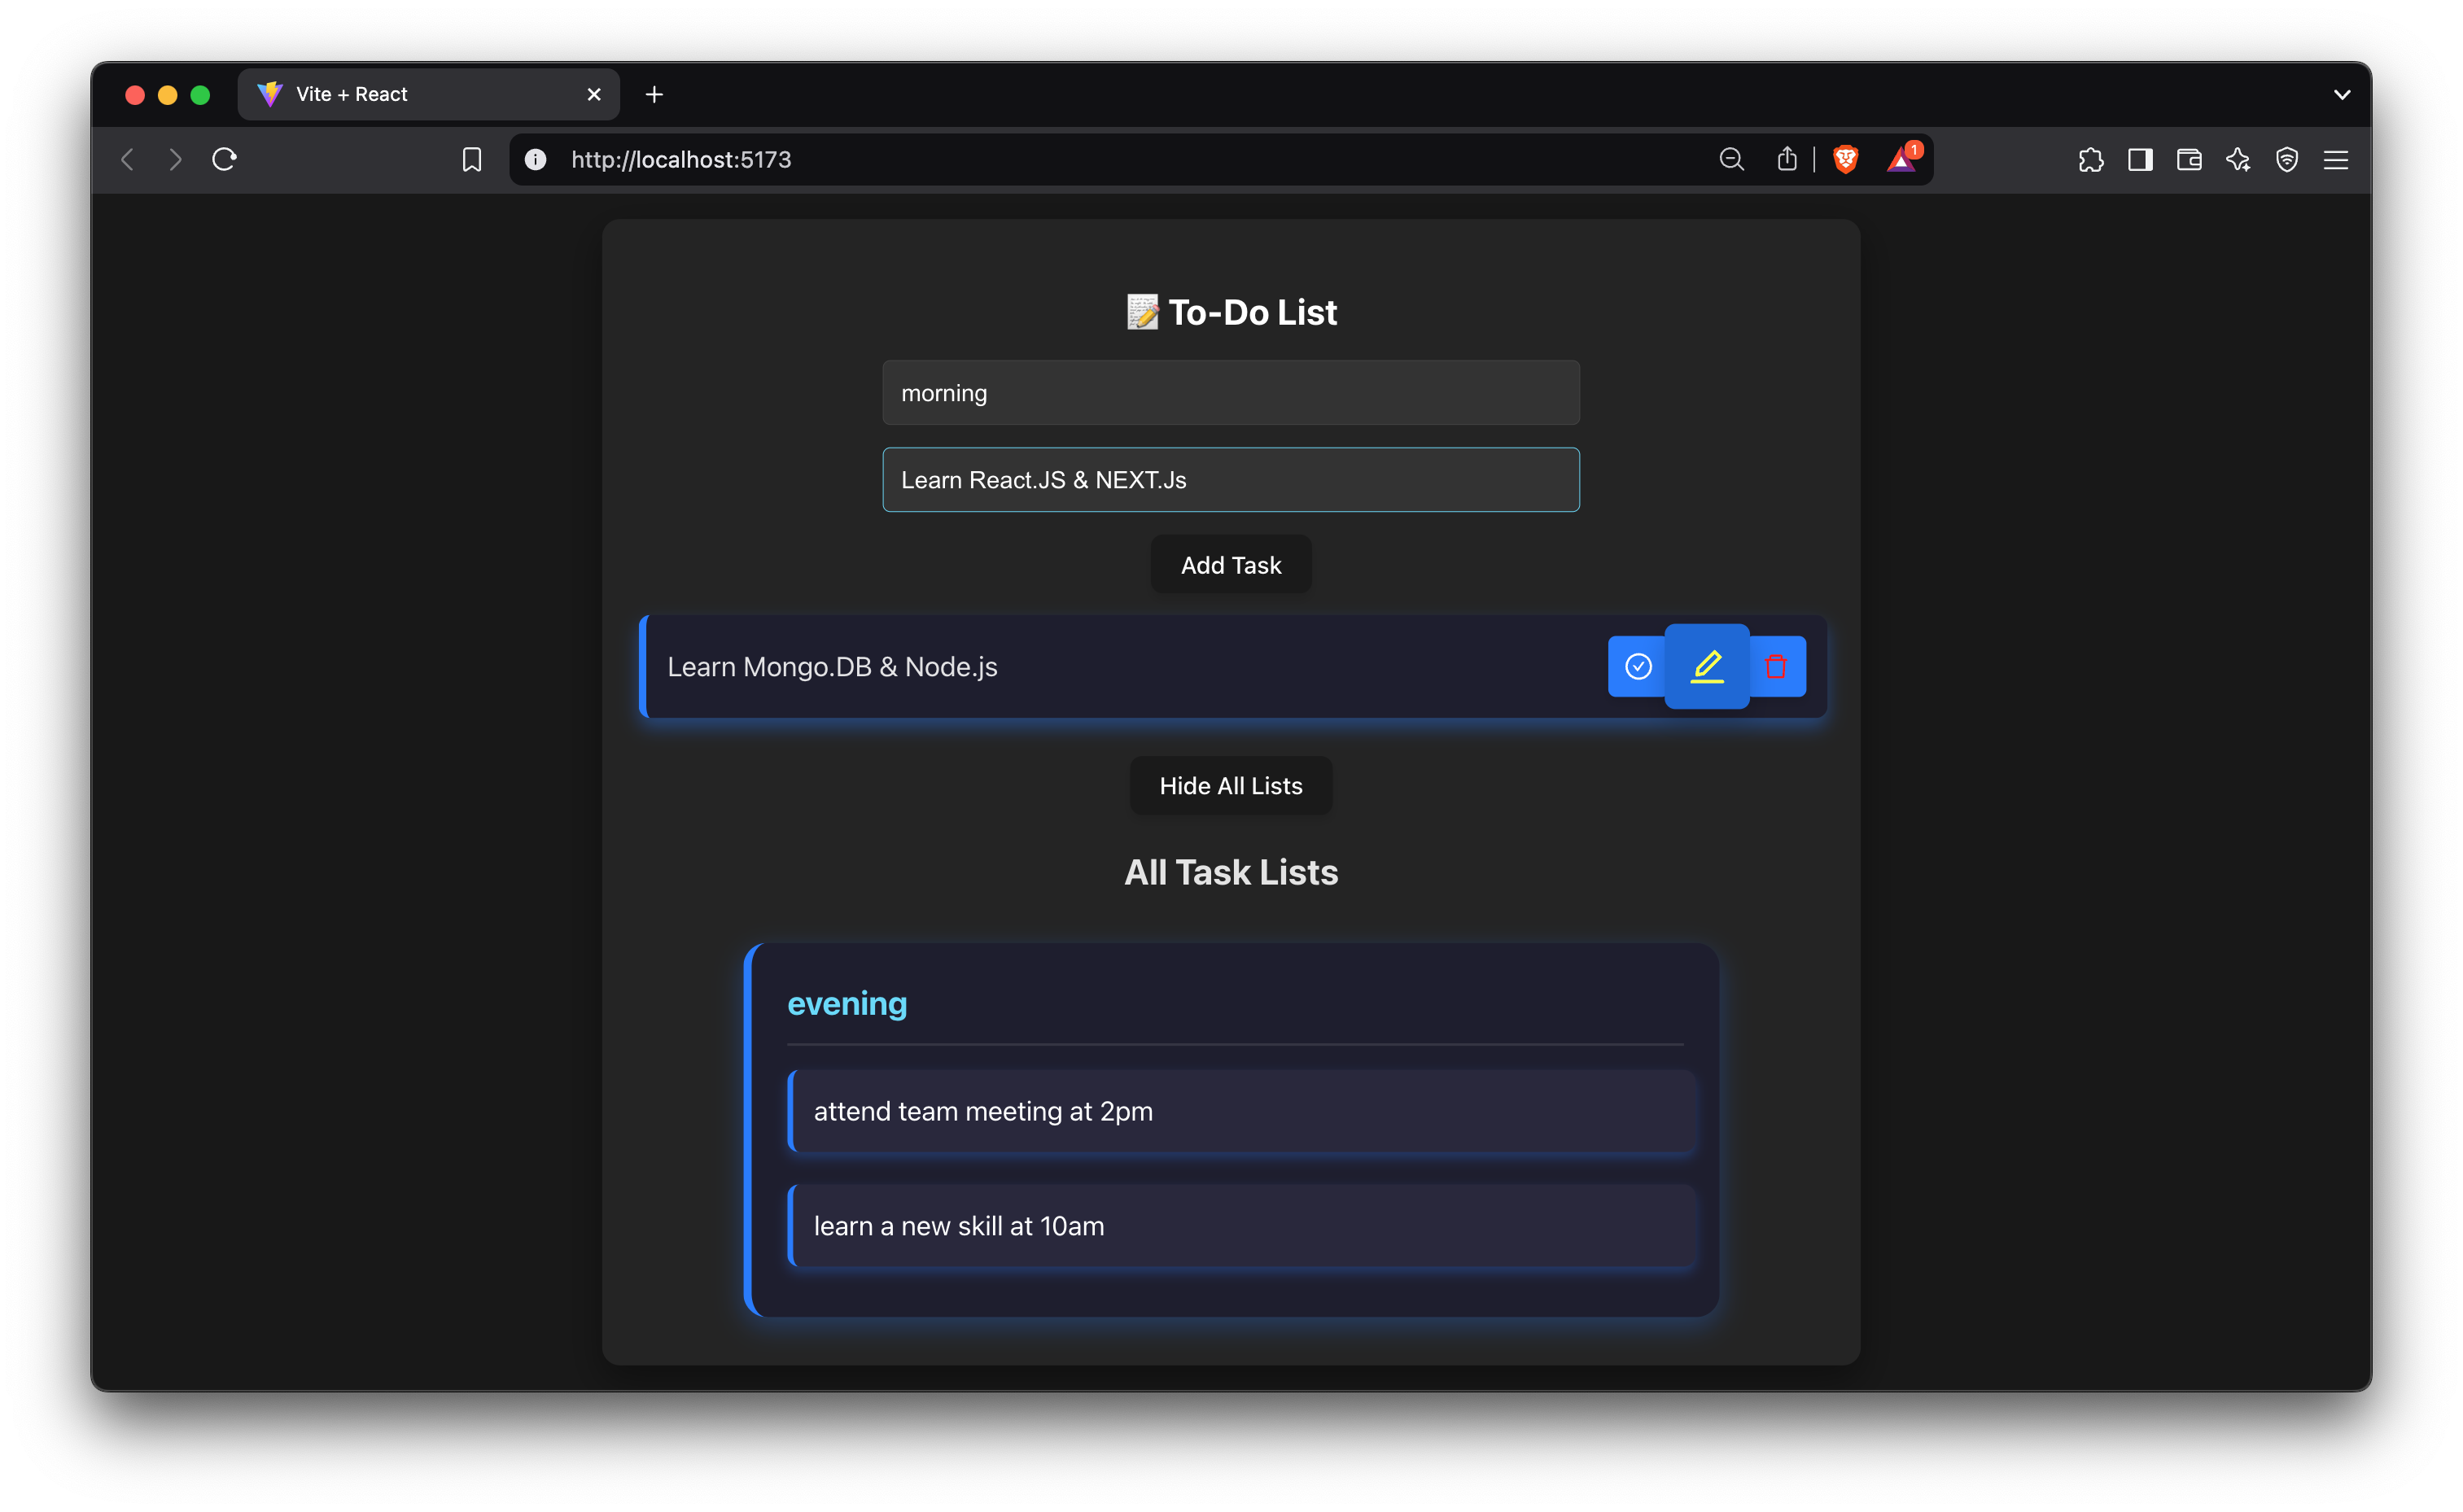 Vite + React
http://localhost:5173
1
📝 To-Do List
morning
Learn React.JS & NEXT.Js
Add Task
Learn Mongo.DB & Node.js
Hide All Lists
All Task Lists
evening
attend team meeting at 2pm
learn a new skill at 10am